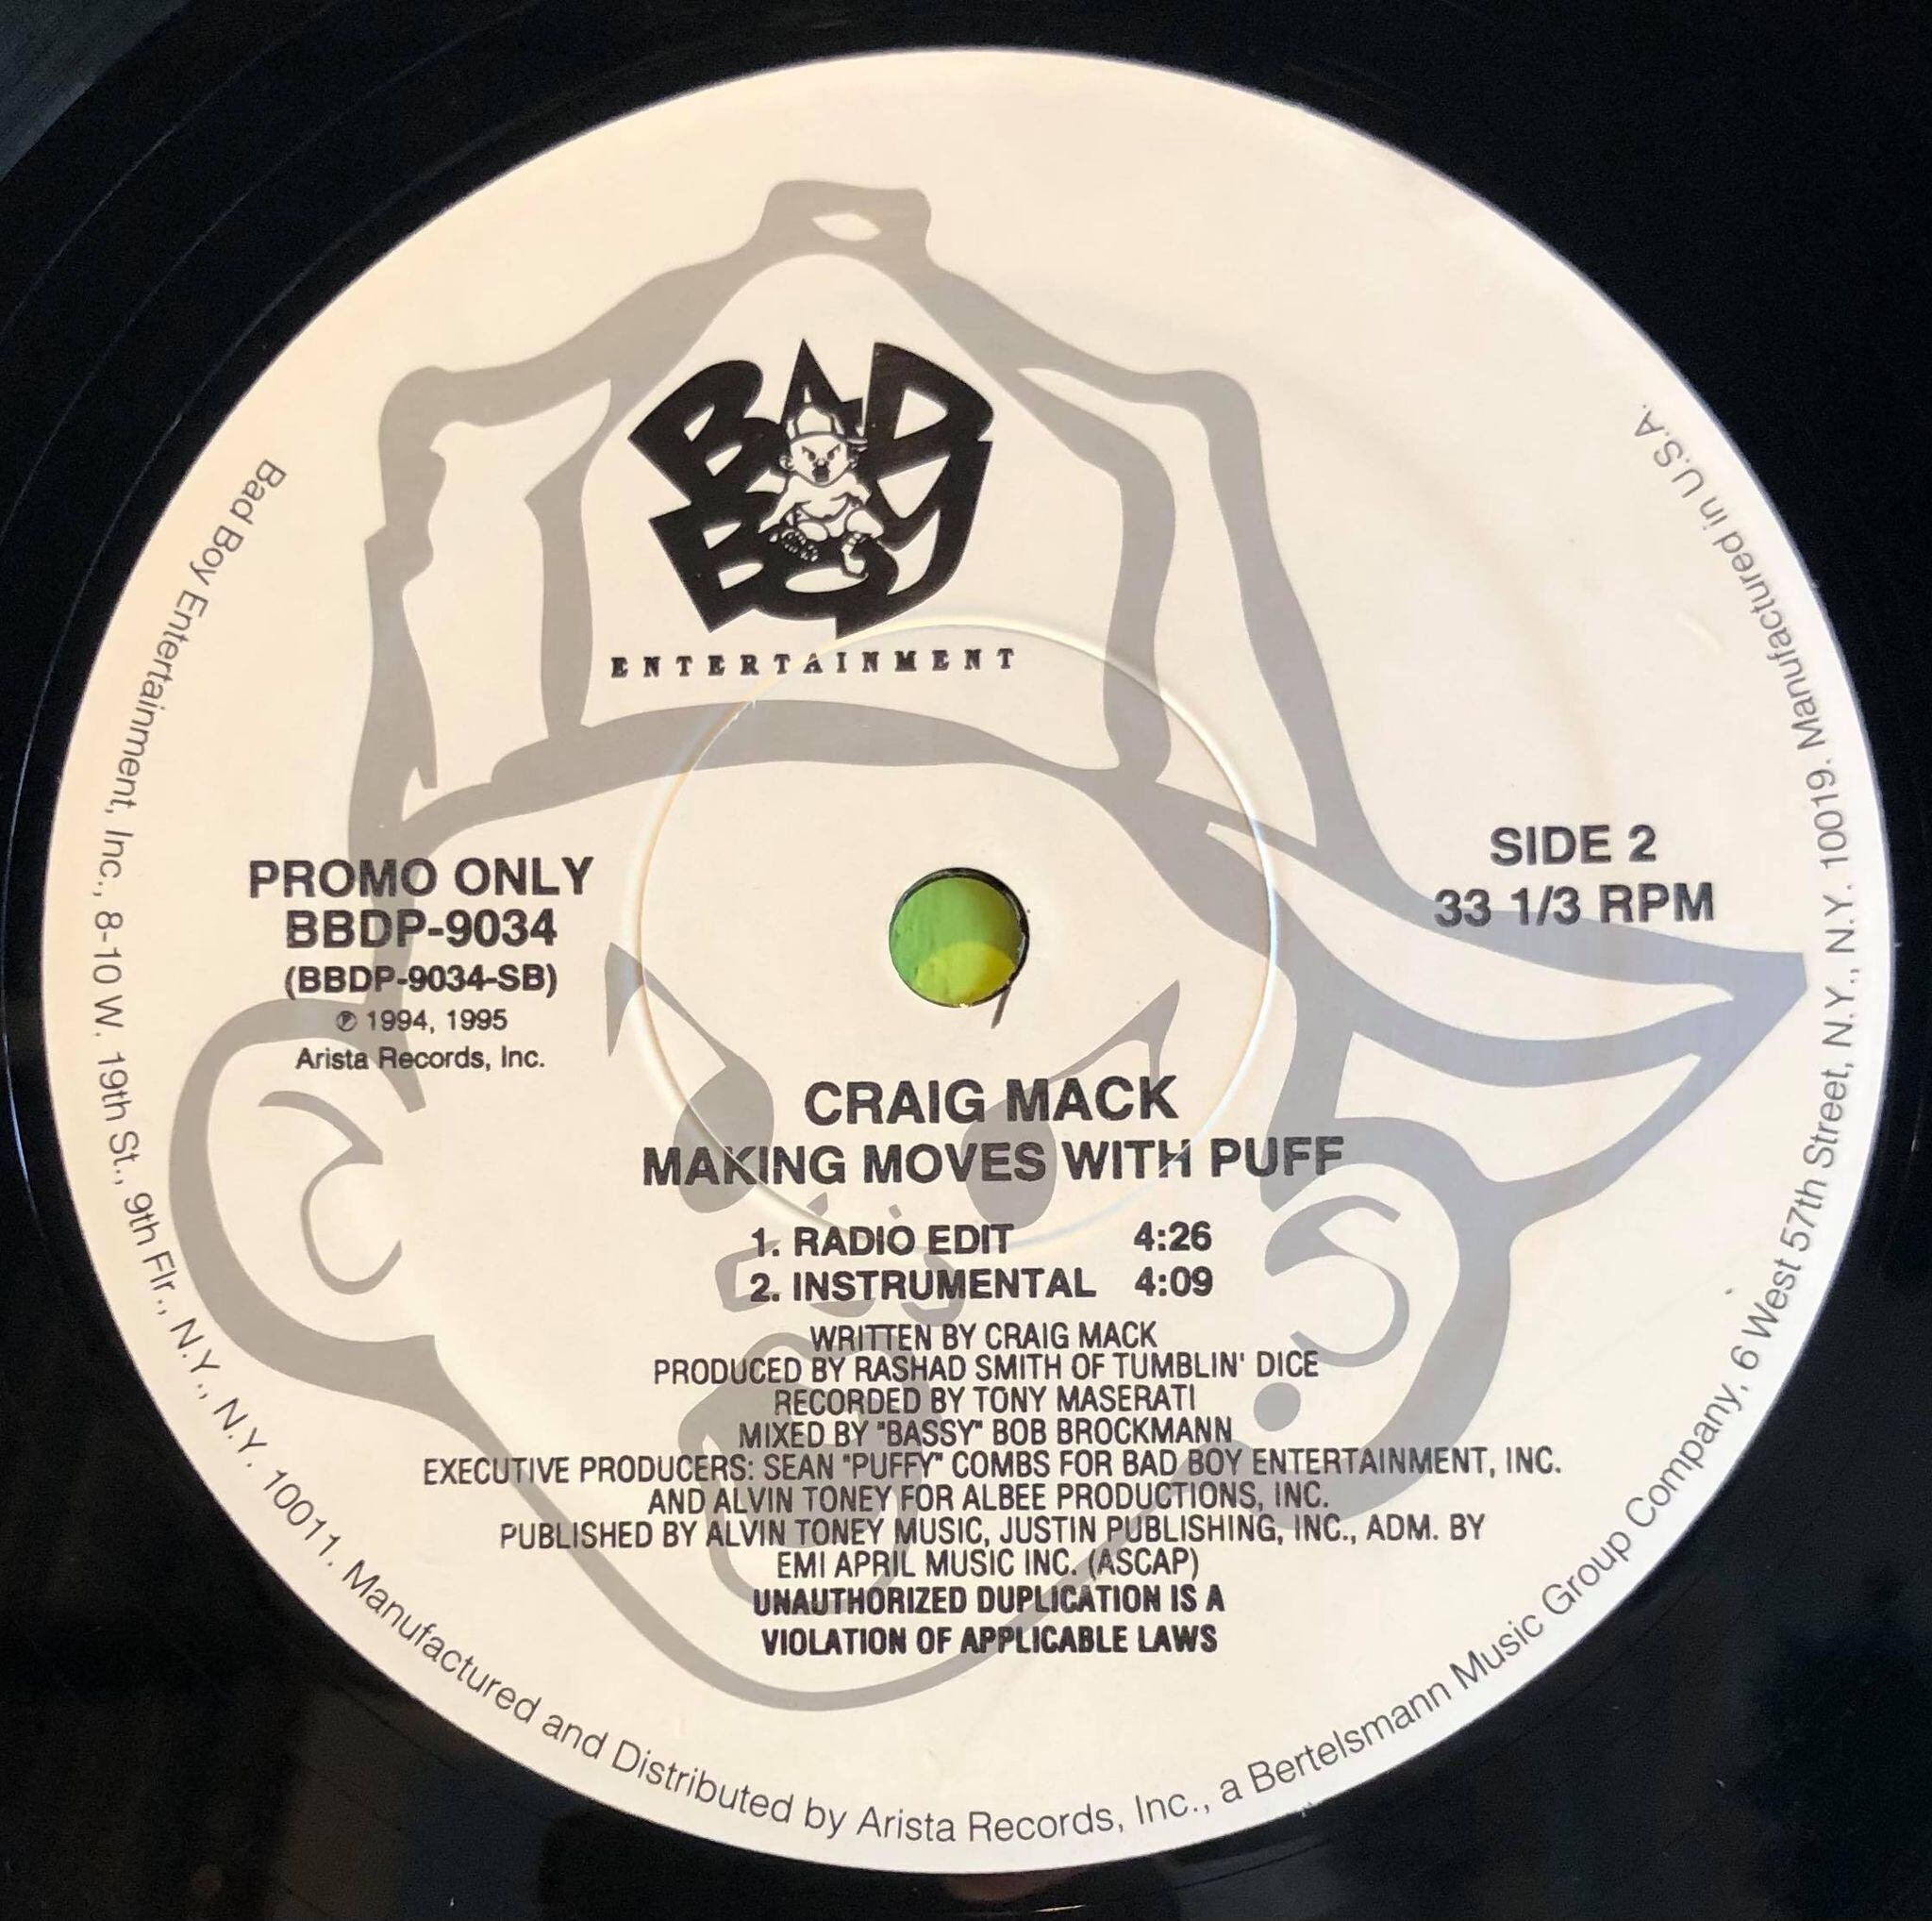 BAD
BOY
ENTERTAINMENT
PROMO ONLY
BBDP-9034
(BBDP-9034-SB)
℗ 1994, 1995
Arista Records, Inc.
SIDE 2
33 1/3 RPM
CRAIG MACK
MAKING MOVES WITH PUFF
1. RADIO EDIT 4:26
2. INSTRUMENTAL 4:09
WRITTEN BY CRAIG MACK
PRODUCED BY RASHAD SMITH OF TUMBLIN' DICE
RECORDED BY TONY MASERATI
MIXED BY "BASSY" BOB BROCKMANN
EXECUTIVE PRODUCERS: SEAN "PUFFY" COMBS FOR BAD BOY ENTERTAINMENT, INC.
AND ALVIN TONEY FOR ALBEE PRODUCTIONS, INC.
PUBLISHED BY ALVIN TONEY MUSIC, JUSTIN PUBLISHING, INC., ADM. BY
EMI APRIL MUSIC INC. (ASCAP)
UNAUTHORIZED DUPLICATION IS A
VIOLATION OF APPLICABLE LAWS
Bad Boy Entertainment, Inc., 8-10 W. 19th St., 9th Flr., N.Y., N.Y. 10011. Manufactured and Distributed by Arista Records, Inc., a Bertelsmann Music Group Company, 6 West 57th Street, N.Y., N.Y. 10019. Manufactured in U.S.A.